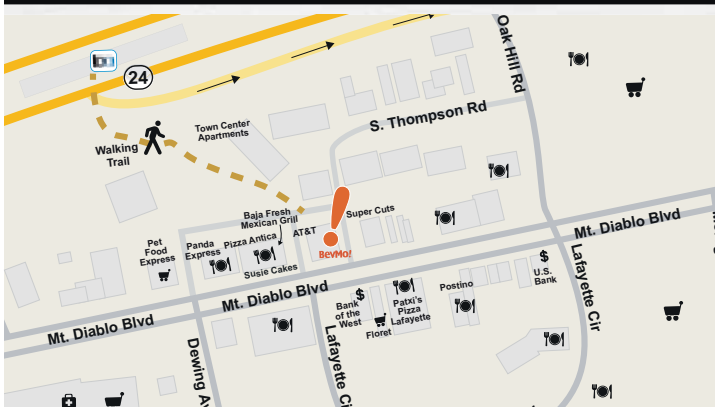 24
Oak Hill Rd
S. Thompson Rd
Town Center
Apartments
Walking
Trail
Super Cuts
Baja Fresh
Mexican Grill
AT&T
BevMo!
Pizza Antica
Panda
Express
Susie Cakes
Pet
Food
Express
Mt. Diablo Blvd
Mt. Diablo Blvd
Mt. Diablo Blvd
$
U.S.
Bank
Lafayette Cir
Postino
Patxi's
Pizza
Lafayette
$
Bank
of the
West
Floret
Lafayette Cir
Dewing